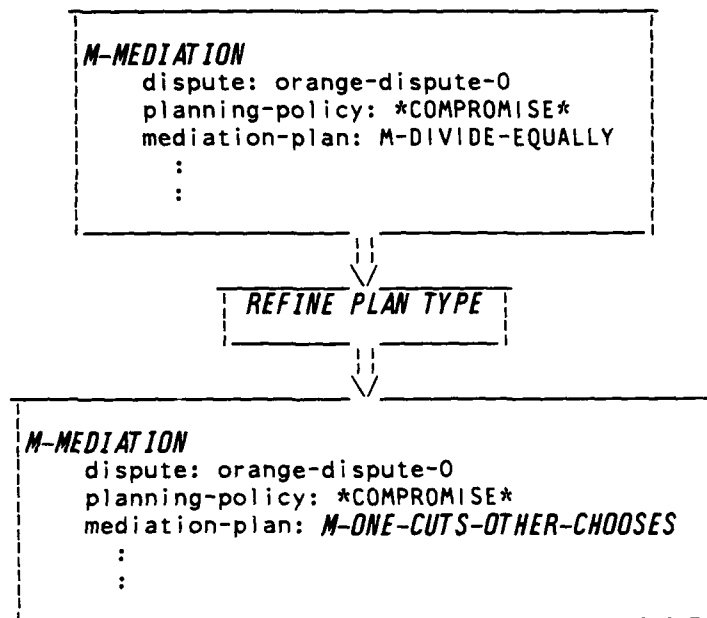 M-MEDIATION
dispute: orange-dispute-0
planning-policy: *COMPROMISE*
mediation-plan: M-DIVIDE-EQUALLY
:
:
REFINE PLAN TYPE
M-MEDIATION
dispute: orange-dispute-0
planning-policy: *COMPROMISE*
mediation-plan: M-ONE-CUTS-OTHER-CHOOSES
:
: